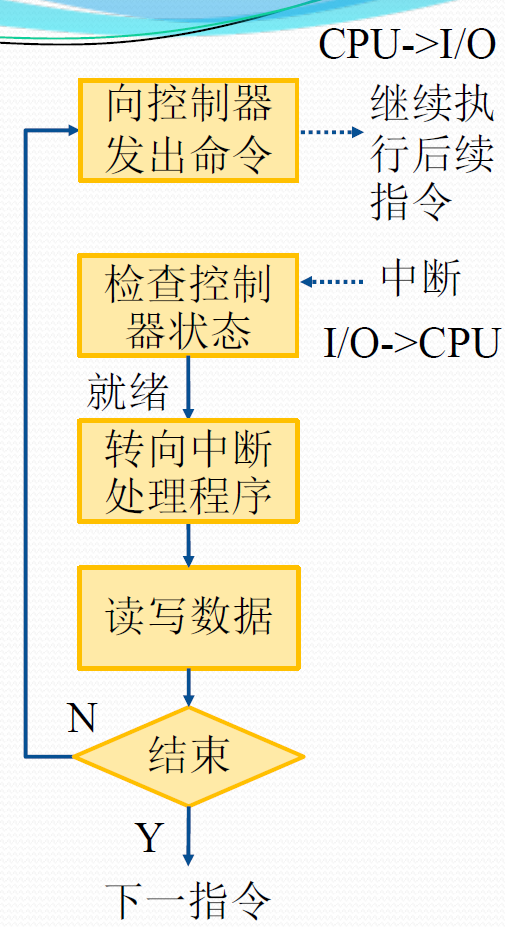 CPU->I/O
向控制器
发出命令
继续执
行后续
指令
检查控制
器状态
中断
I/O->CPU
就绪
转向中断
处理程序
读写数据
N
结束
Y
下一指令